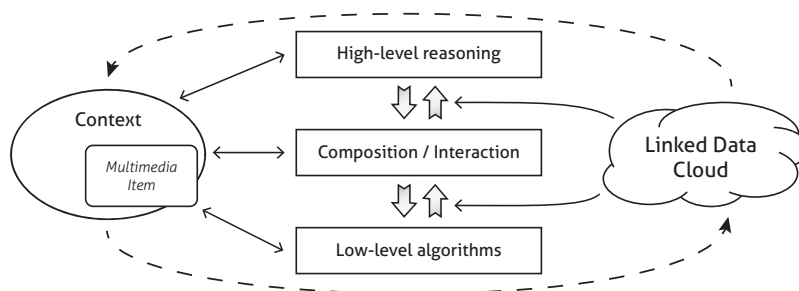 High-level reasoning
Context
Multimedia
Item
Composition / Interaction
Linked Data
Cloud
Low-level algorithms